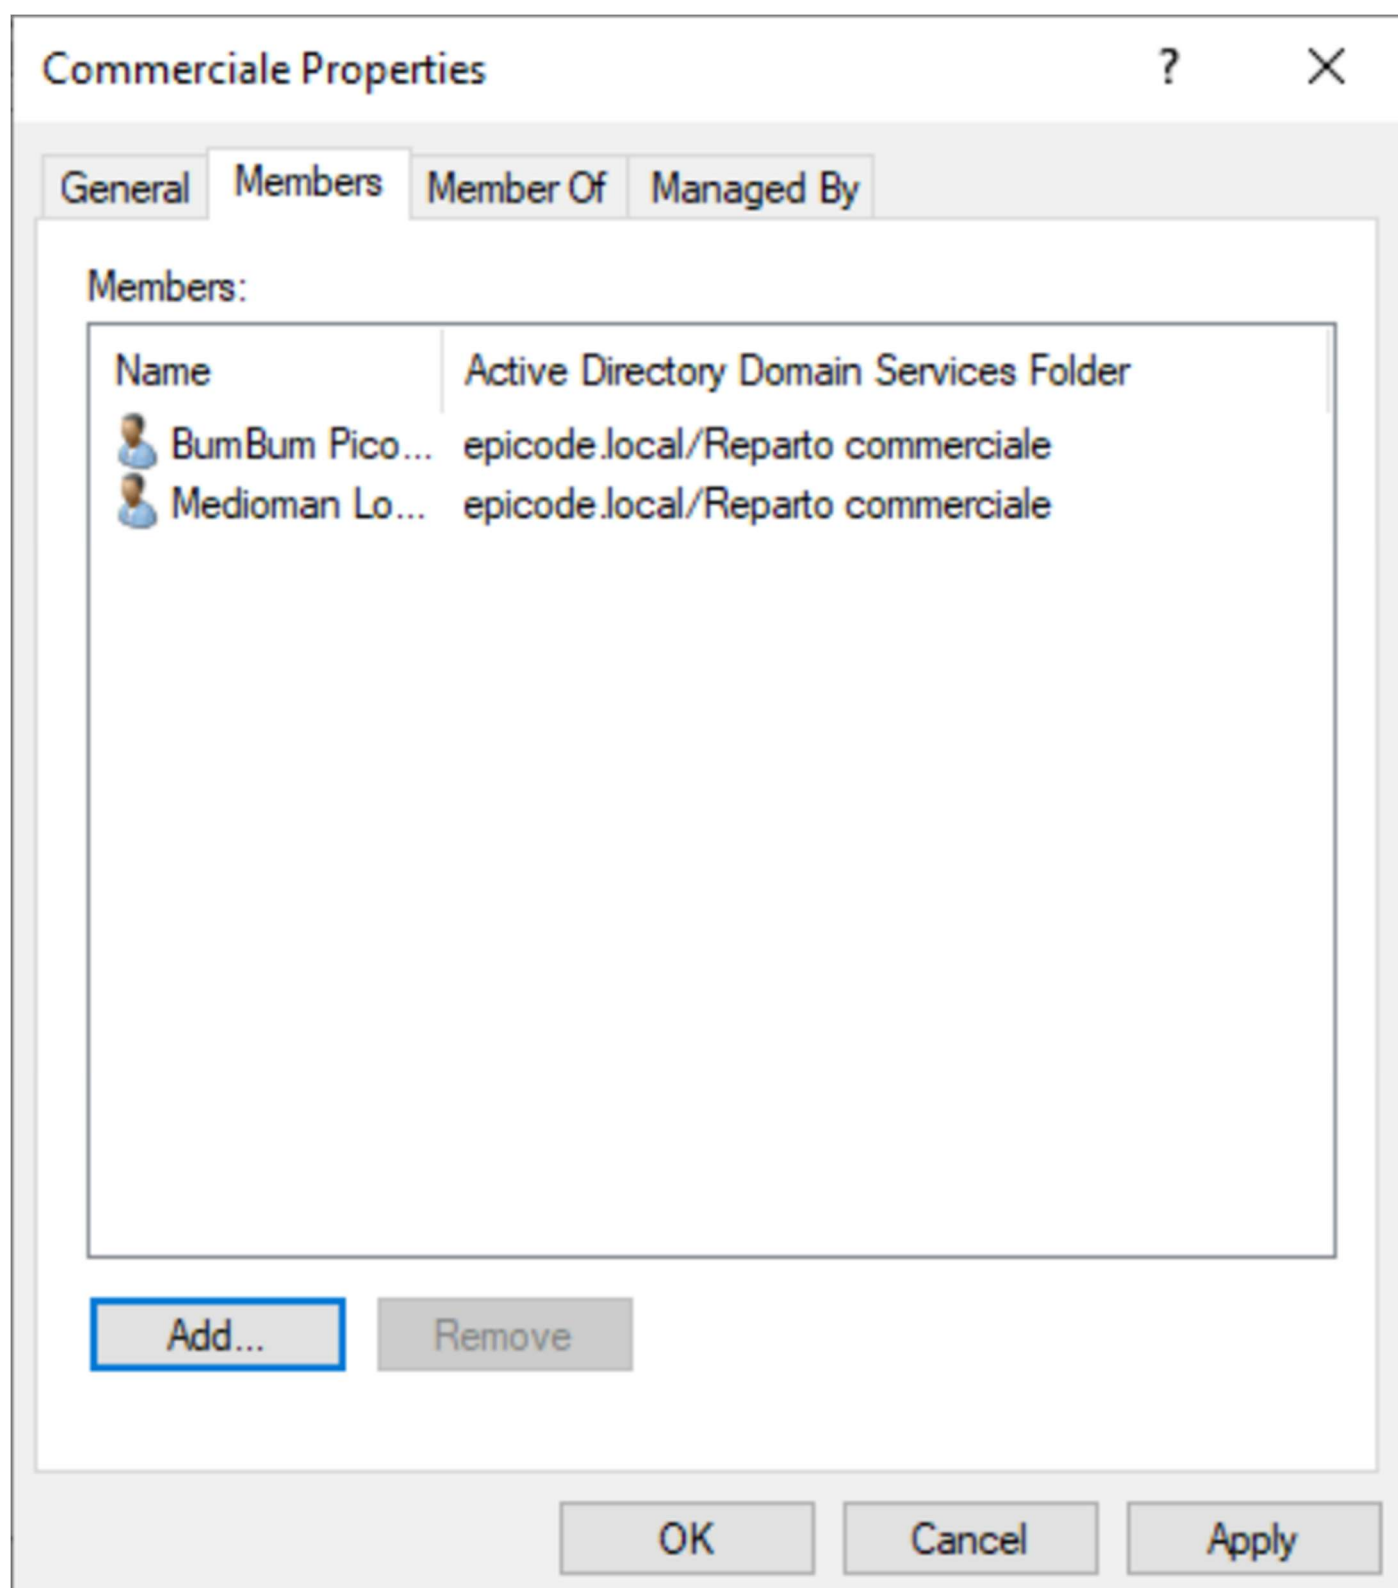 Commerciale Properties ?
General Members Member Of Managed By
Members:
Name Active Directory Domain Services Folder
BumBum Pico... epicode.local/Reparto commerciale
Medioman Lo... epicode.local/Reparto commerciale
Add... Remove
OK Cancel Apply